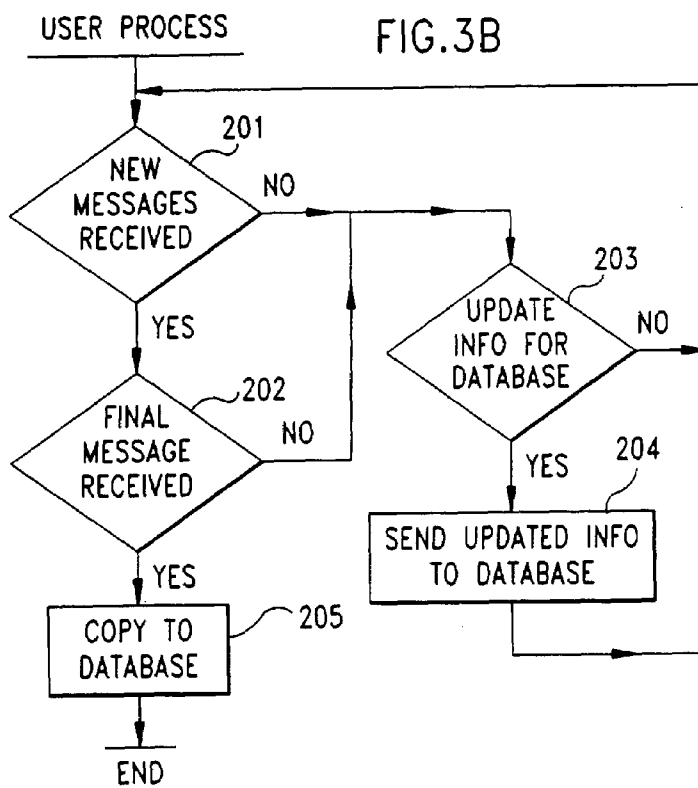 USER PROCESS
FIG.3B
201
NEW
MESSAGES
RECEIVED
NO
YES
202
FINAL
MESSAGE
RECEIVED
NO
YES
205
COPY TO
DATABASE
END
203
UPDATE
INFO FOR
DATABASE
NO
YES
204
SEND UPDATED INFO
TO DATABASE